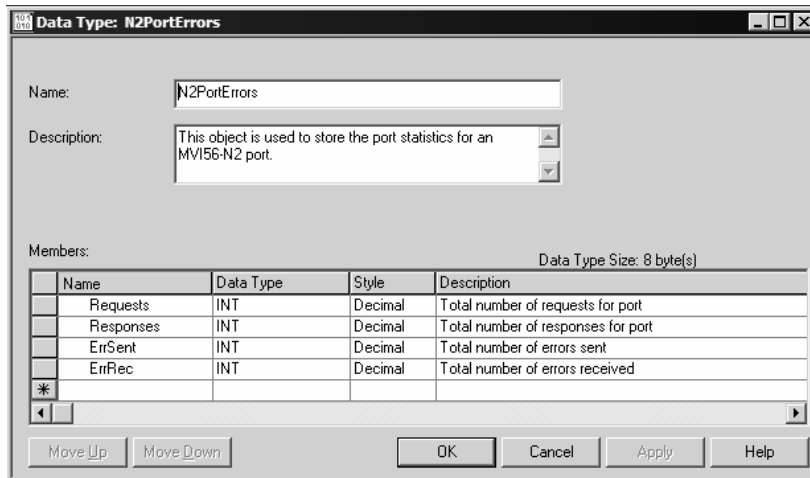 Data Type: N2PortErrors
Name: N2PortErrors
Description: This object is used to store the port statistics for an
MVI56-N2 port.
Members: Data Type Size: 8 byte(s)
Name Data Type Style Description
Requests INT Decimal Total number of requests for port
Responses INT Decimal Total number of responses for port
ErrSent INT Decimal Total number of errors sent
ErrRec INT Decimal Total number of errors received
Move Up Move Down OK Cancel Apply Help